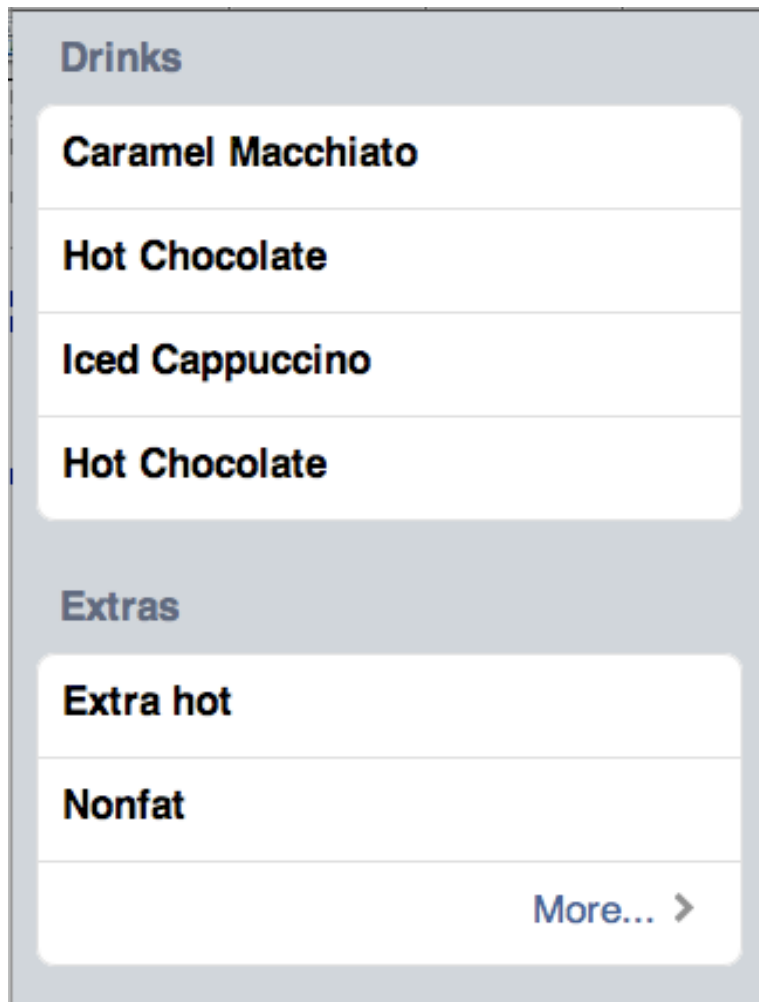 Drinks
Caramel Macchiato
Hot Chocolate
Iced Cappuccino
Hot Chocolate
Extras
Extra hot
Nonfat
More...